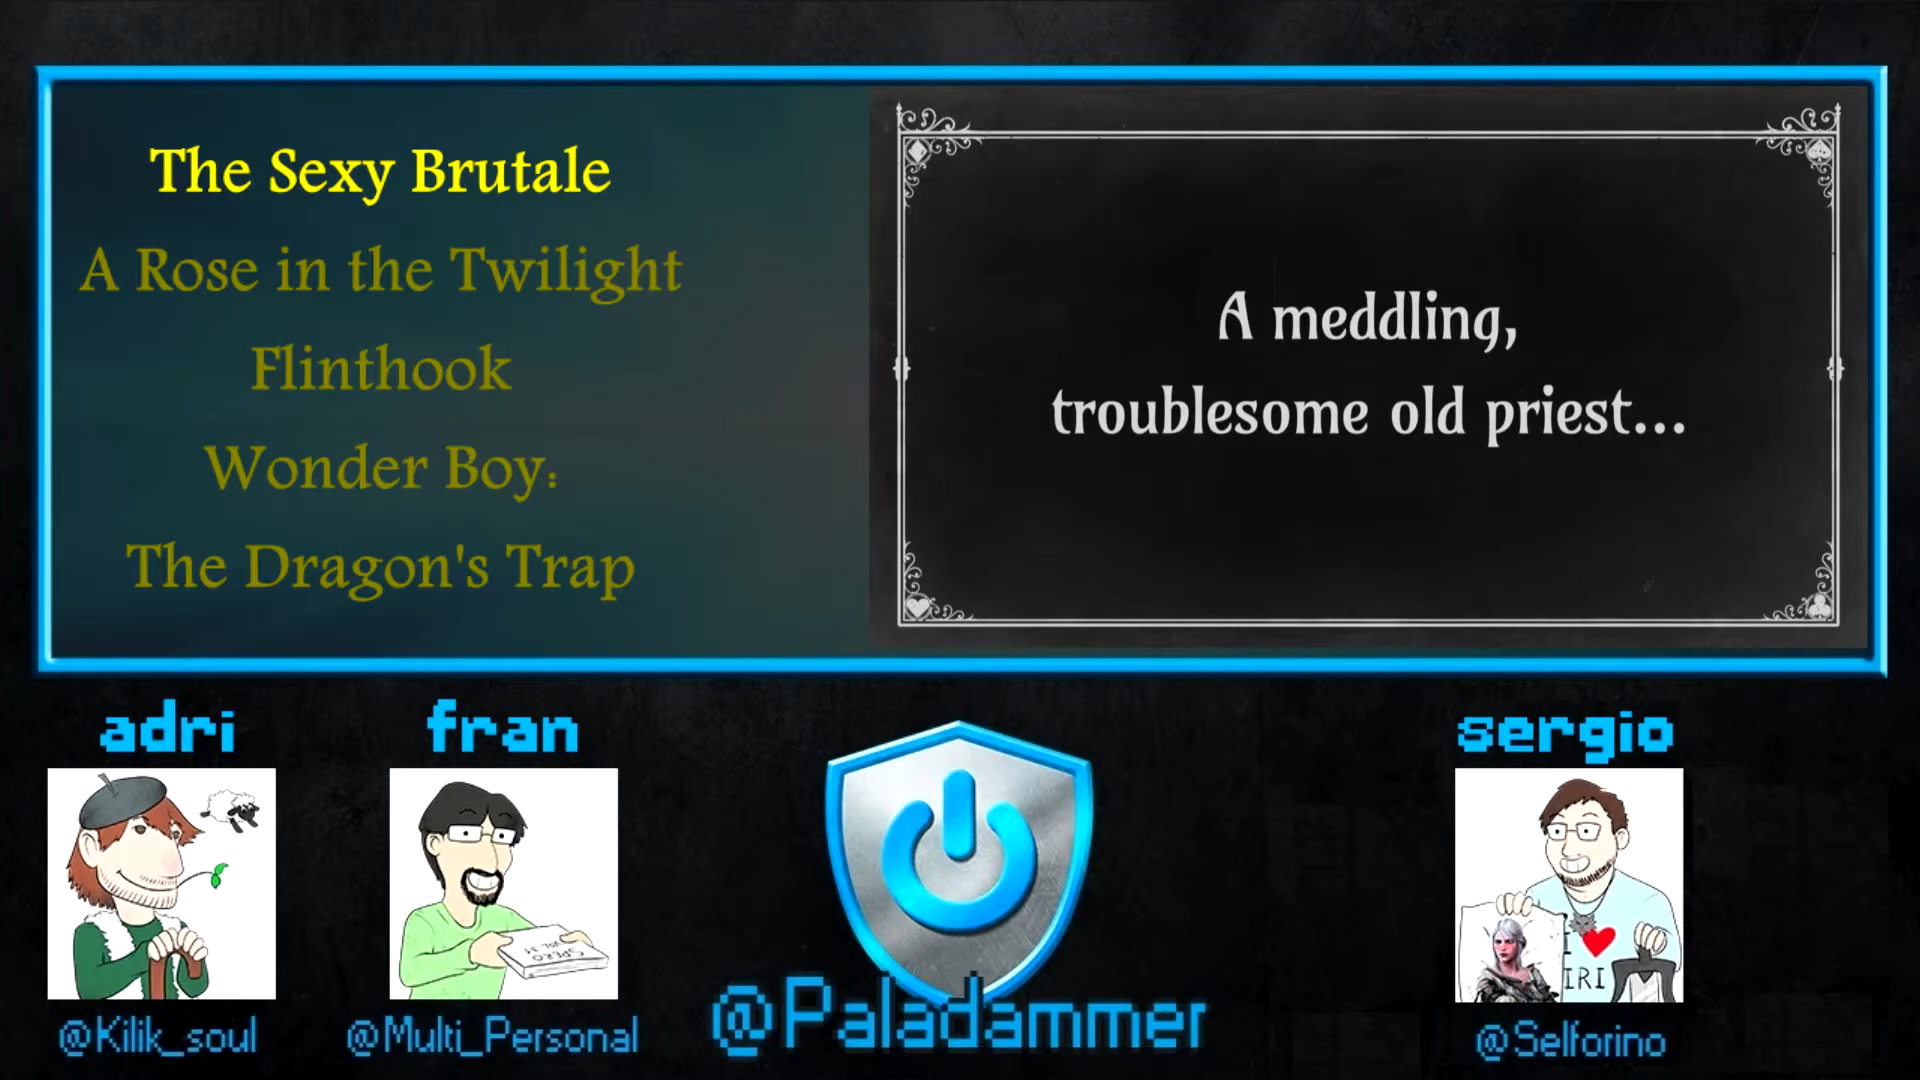 The Sexy Brutale
A Rose in the Twilight
Flinthook
Wonder Boy:
The Dragon's Trap
A meddling,
troublesome old priest...
adri
fran
sergio
I ❤
IRI
@Kilik_soul
@Multi_Personal
@Paladammer
@Selforino